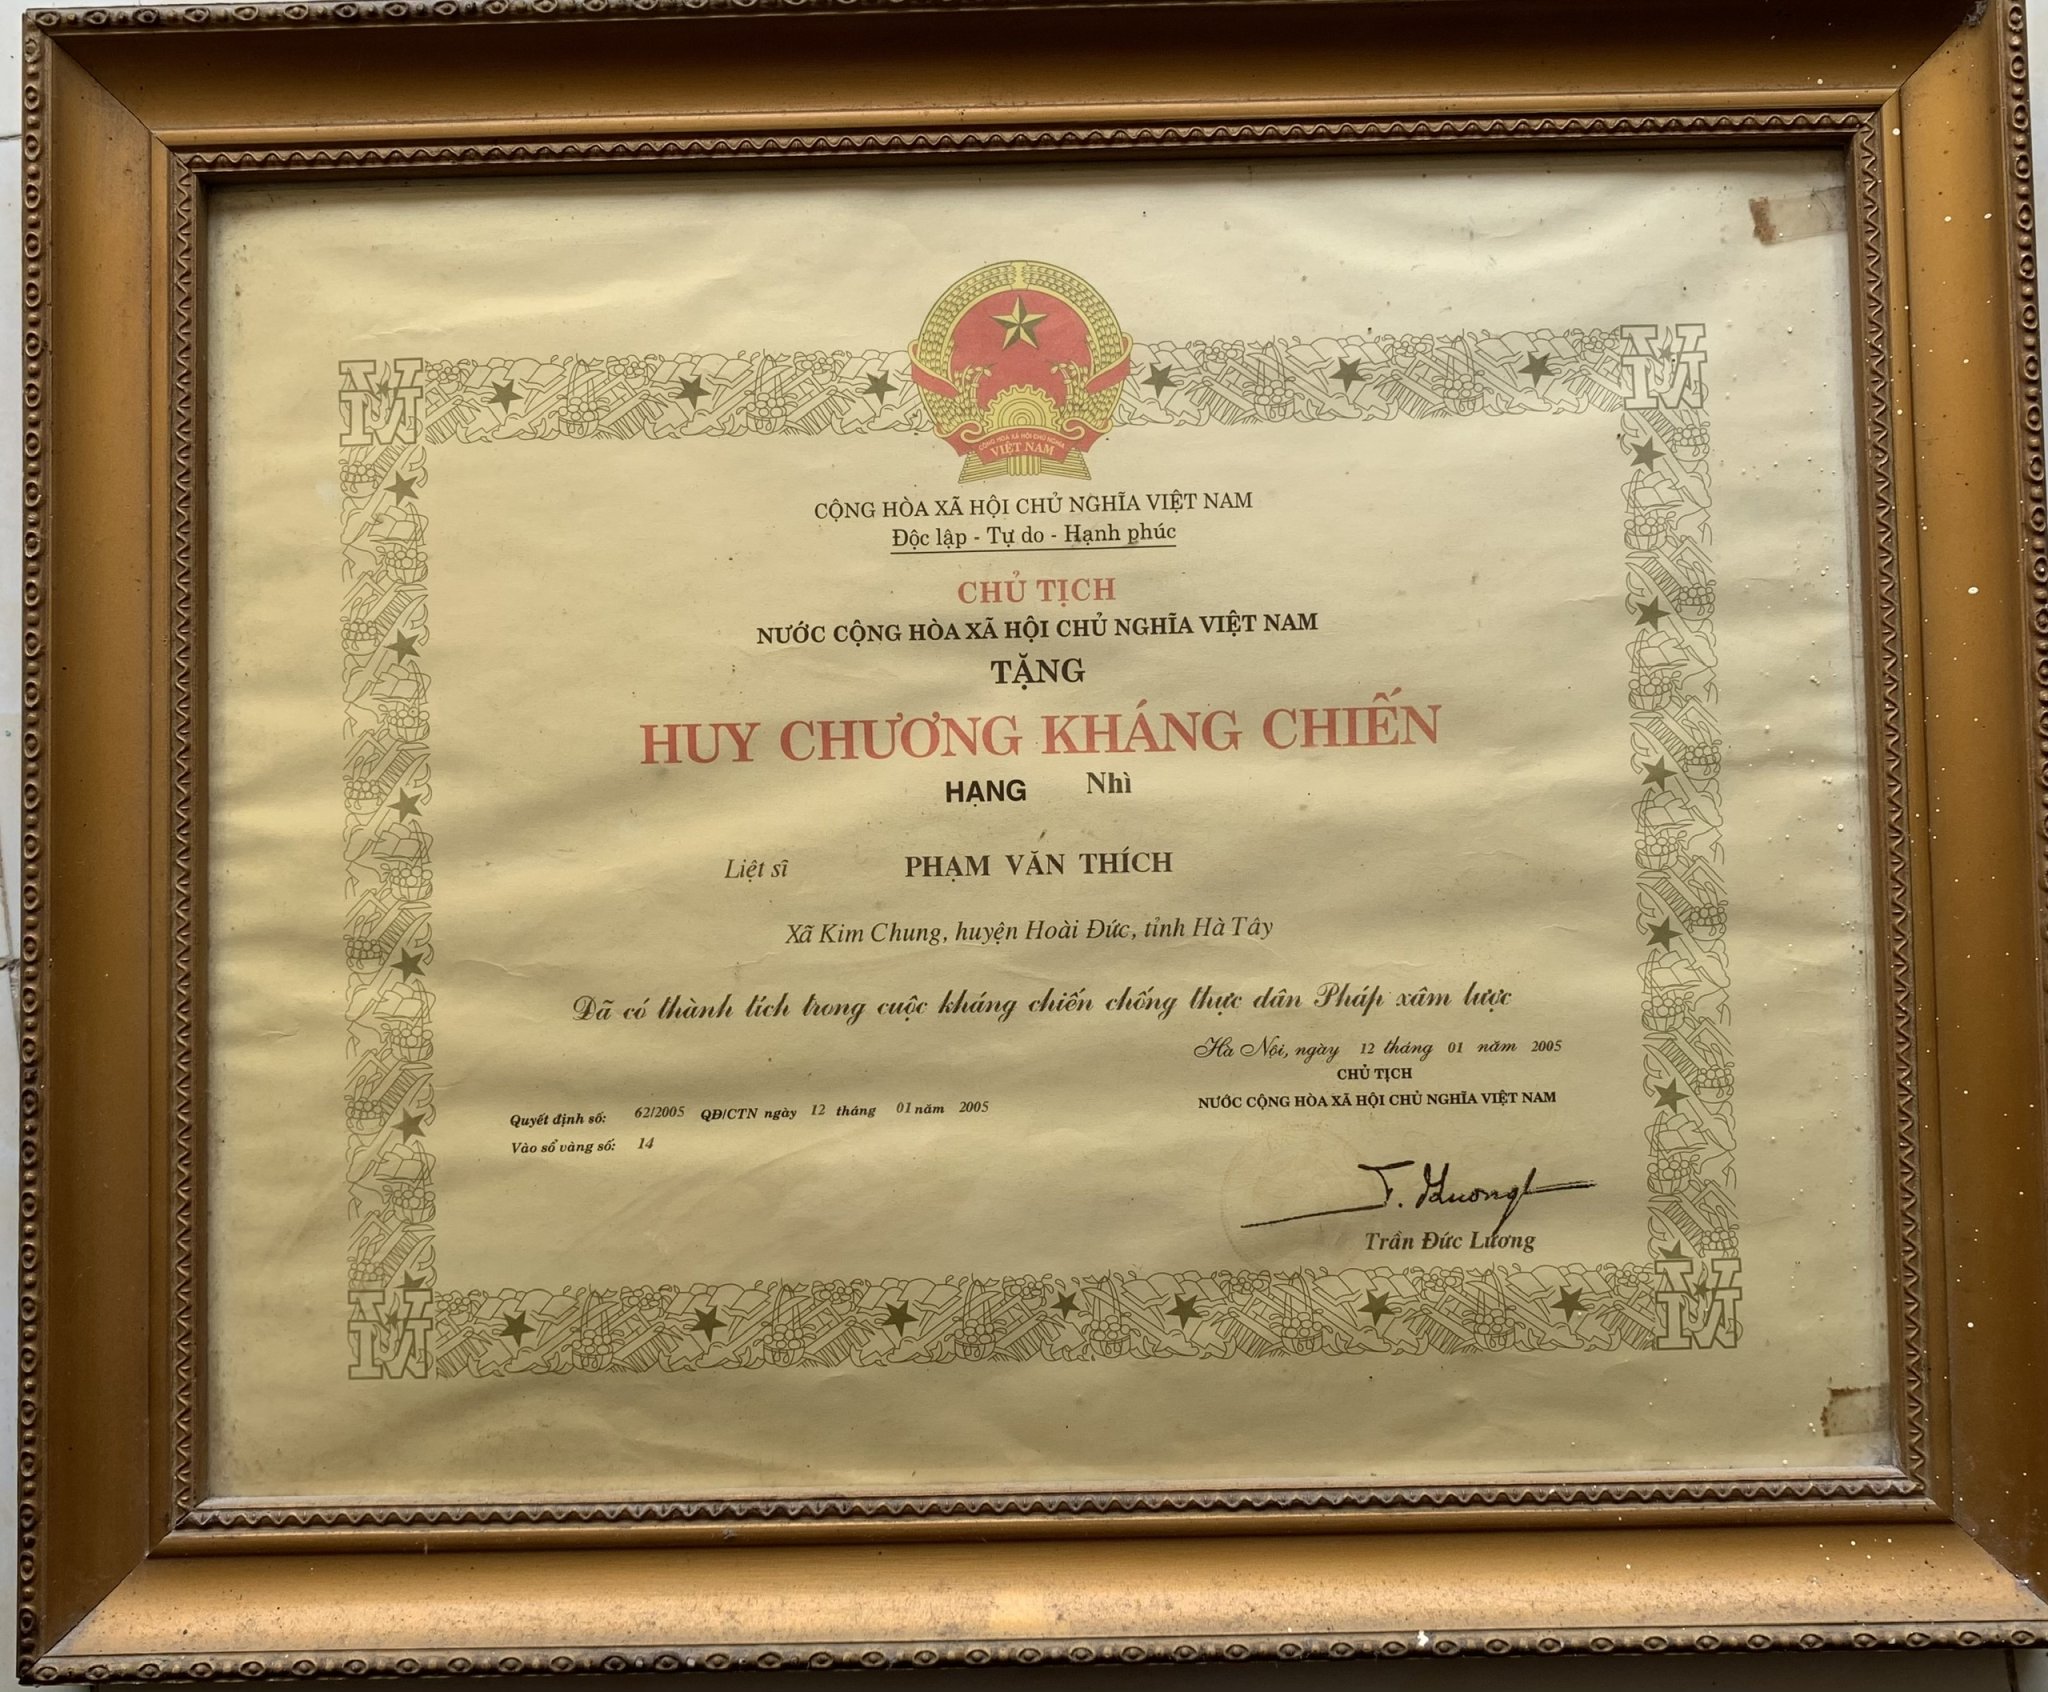 CỘNG HÒA XÃ HỘI CHỦ NGHĨA
VIỆT NAM
CỘNG HÒA XÃ HỘI CHỦ NGHĨA VIỆT NAM
Độc lập - Tự do - Hạnh phúc
CHỦ TỊCH
NƯỚC CỘNG HÒA XÃ HỘI CHỦ NGHĨA VIỆT NAM
TẶNG
HUY CHƯƠNG KHÁNG CHIẾN
HẠNG Nhì
Liệt sĩ PHẠM VĂN THÍCH
Xã Kim Chung, huyện Hoài Đức, tỉnh Hà Tây
Đã có thành tích trong cuộc kháng chiến chống thực dân Pháp xâm lược
Hà Nội, ngày 12 tháng 01 năm 2005
CHỦ TỊCH
NƯỚC CỘNG HÒA XÃ HỘI CHỦ NGHĨA VIỆT NAM
Quyết định số: 62/2005 QĐ/CTN ngày 12 tháng 01 năm 2005
Vào sổ vàng số: 14
Trần Đức Lương